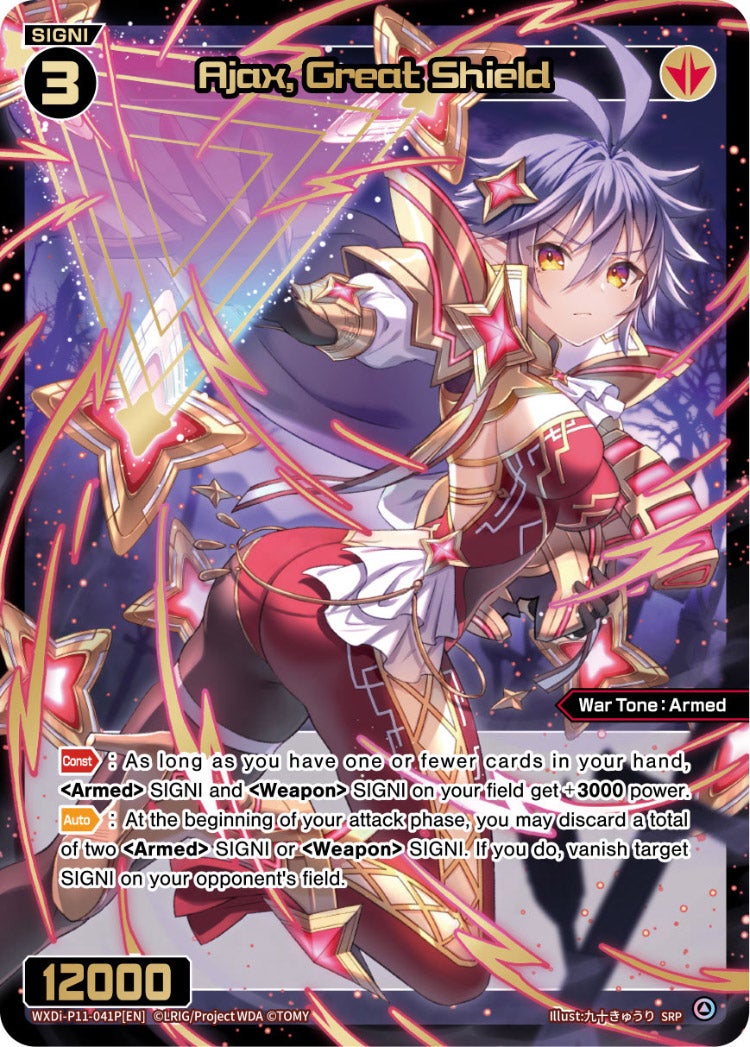 SIGNI
3
Ajax, Great Shield
War Tone : Armed
Const : As long as you have one or fewer cards in your hand,
<Armed> SIGNI and <Weapon> SIGNI on your field get +3000 power.
Auto : At the beginning of your attack phase, you may discard a total
of two <Armed> SIGNI or <Weapon> SIGNI. If you do, vanish target
SIGNI on your opponent's field.
12000
WXDi-P11-041P[EN] ©LRIG/Project WDA ©TOMY Illust:九十きゅうり SRP